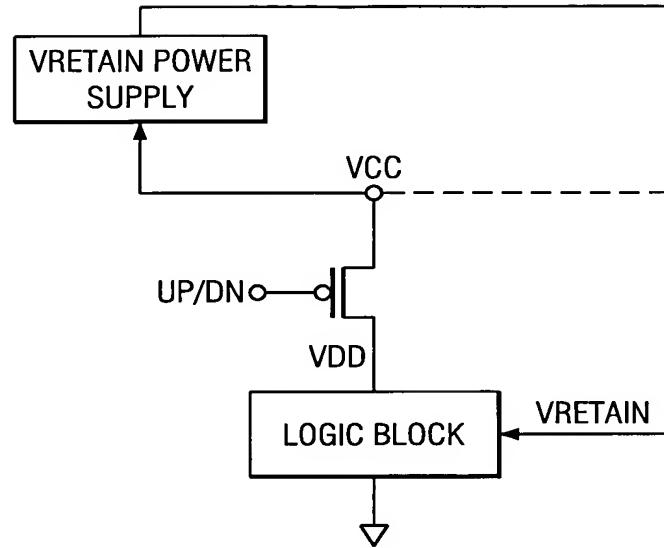 VRETAIN POWER
SUPPLY
VCC
UP/DN
VDD
LOGIC BLOCK
VRETAIN